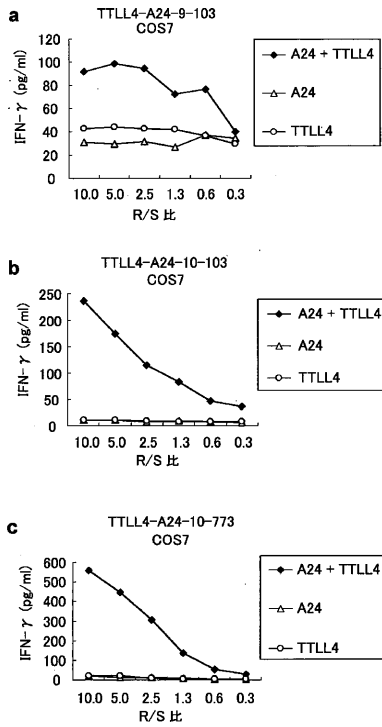 a
TTLL4-A24-9-103
COS7
IFN-γ (pg/ml)
120
100
80
60
40
20
0
10.0 5.0 2.5 1.3 0.6 0.3
R/S 比
A24 + TTLL4
A24
TTLL4
b
TTLL4-A24-10-103
COS7
IFN-γ (pg/ml)
250
200
150
100
50
0
10.0 5.0 2.5 1.3 0.6 0.3
R/S 比
A24 + TTLL4
A24
TTLL4
c
TTLL4-A24-10-773
COS7
IFN-γ (pg/ml)
600
500
400
300
200
100
0
10.0 5.0 2.5 1.3 0.6 0.3
R/S 比
A24 + TTLL4
A24
TTLL4